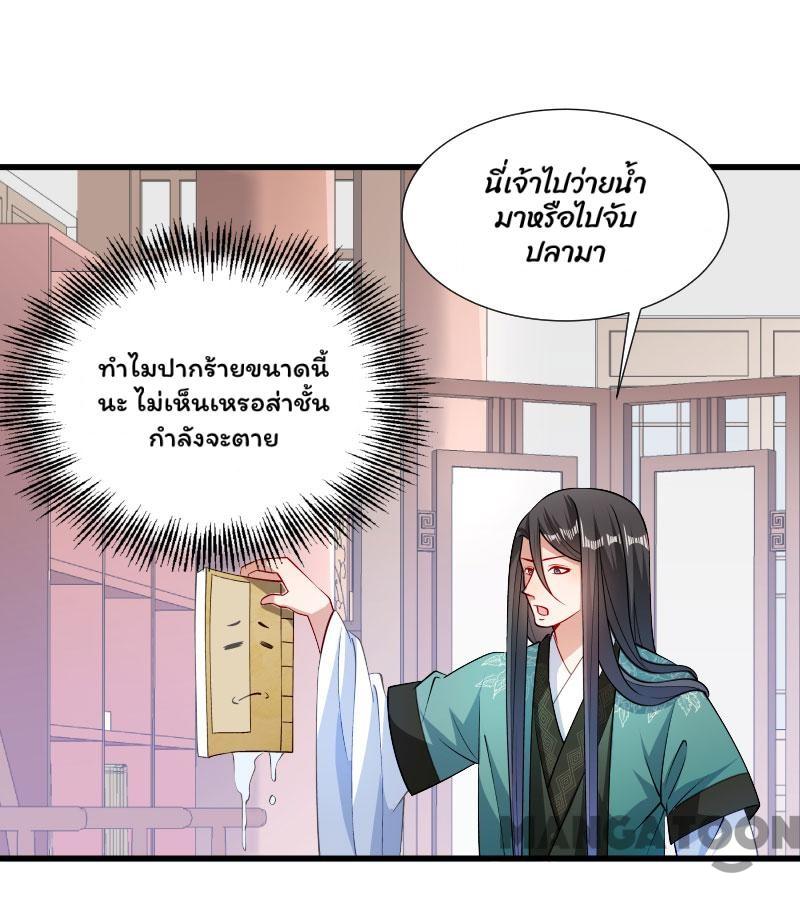 นี่เจ้าไปว่ายน้ำ
มาหรือไปจับ
ปลามา
ทำไมปากร้ายขนาดนี้
นะ ไม่เห็นเหรอส่าชั้น
กำลังจะตาย
MANGATOON